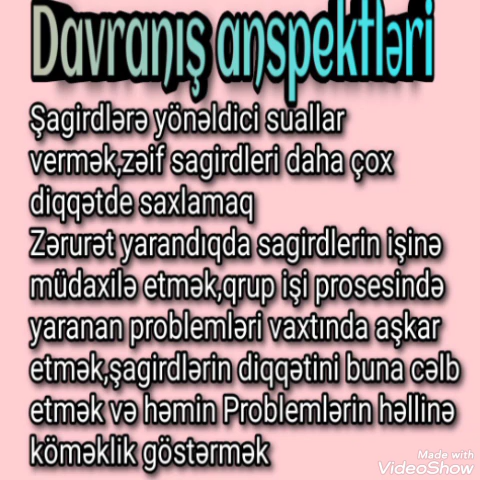 Davranış anspektləri
Şagirdlərə yönəldici suallar
vermək,zəif sagirdleri daha çox
diqqətde saxlamaq
Zərurət yarandıqda sagirdlerin işinə
müdaxilə etmək,qrup işi prosesində
yaranan problemləri vaxtında aşkar
etmək,şagirdlərin diqqətini buna cəlb
etmək və həmin Problemlərin həllinə
köməklik göstərmək
Made with
VideoShow